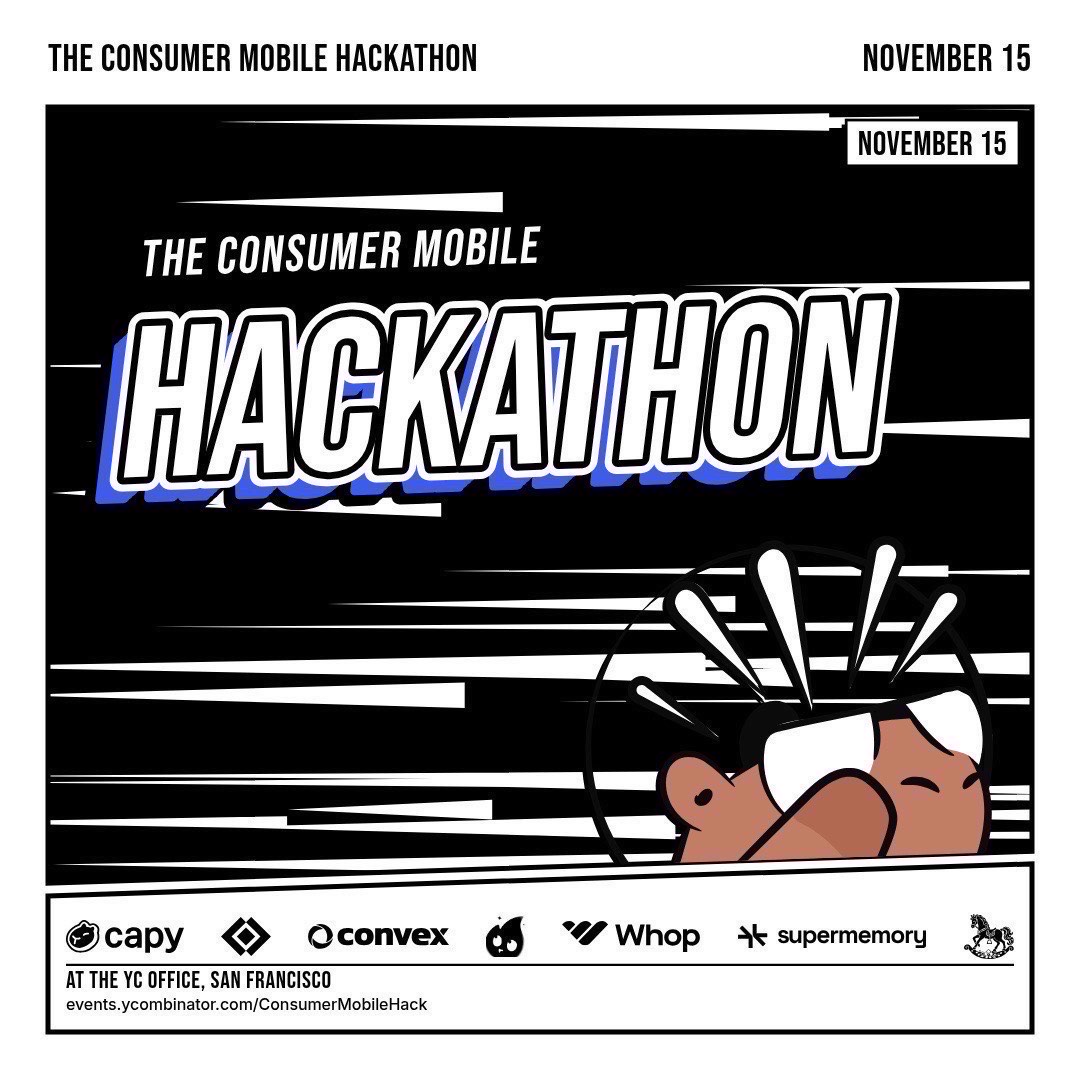 THE CONSUMER MOBILE HACKATHON
NOVEMBER 15
NOVEMBER 15
THE CONSUMER MOBILE
HACKATHON
capy convex Whop supermemory
AT THE YC OFFICE, SAN FRANCISCO
events.ycombinator.com/ConsumerMobileHack